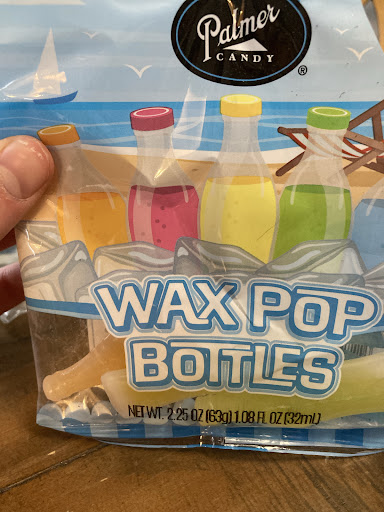 Palmer
CANDY
®
WAX POP
BOTTLES
NET WT. 2.25 OZ (63g) 1.08 FL OZ (32mL)